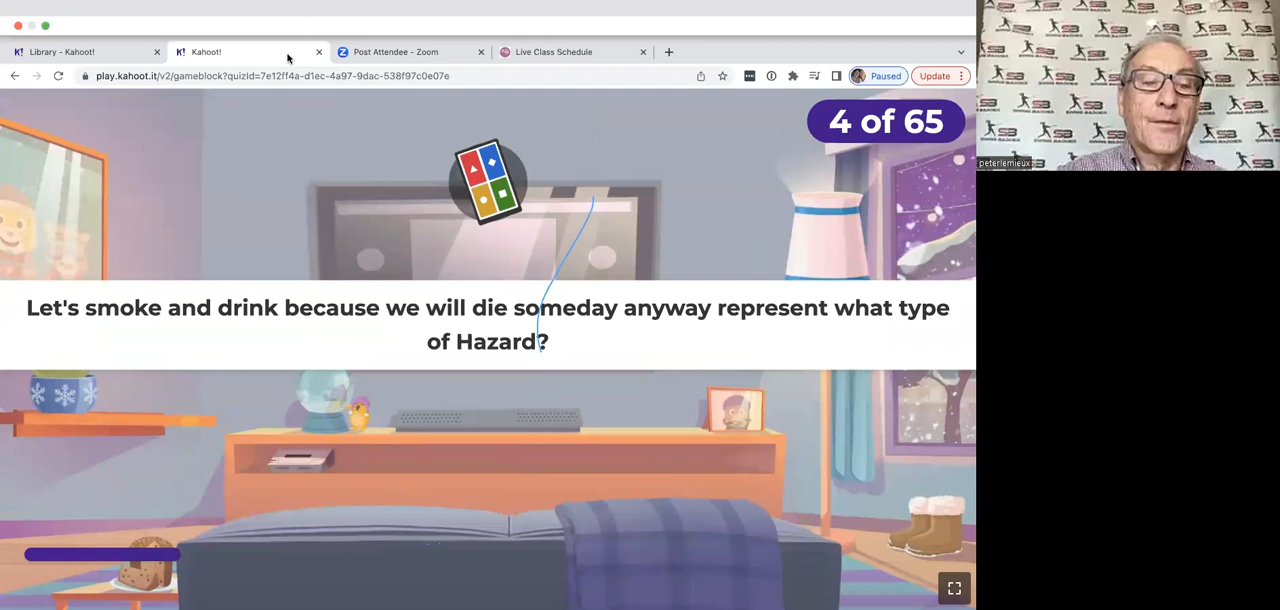 K! Library - Kahoot!
K! Kahoot!
Post Attendee - Zoom
Live Class Schedule
play.kahoot.it/v2/gameblock?quizId=7e12ff4a-d1ec-4a97-9dac-538f97c0e07e
Paused
Update
4 of 65
Let's smoke and drink because we will die someday anyway represent what type
of Hazard?
peterlemieux
SB